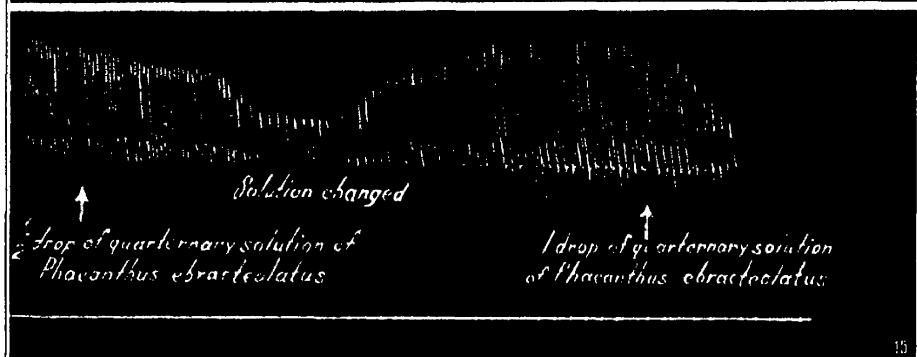 Solution changed
½ drop of quarternary solution of
Phaeanthus ebracteolatus
1 drop of quarternary solution
of Phaeanthus ebracteolatus
15